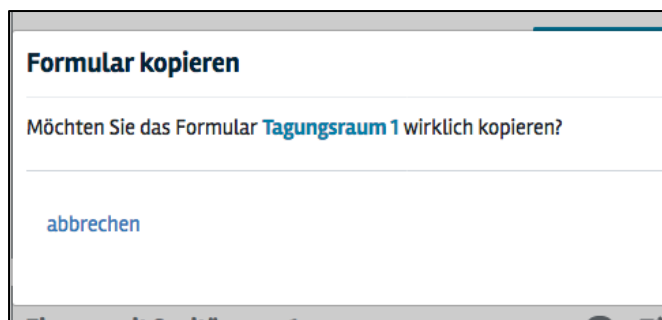 Formular kopieren
Möchten Sie das Formular Tagungsraum 1 wirklich kopieren?
abbrechen